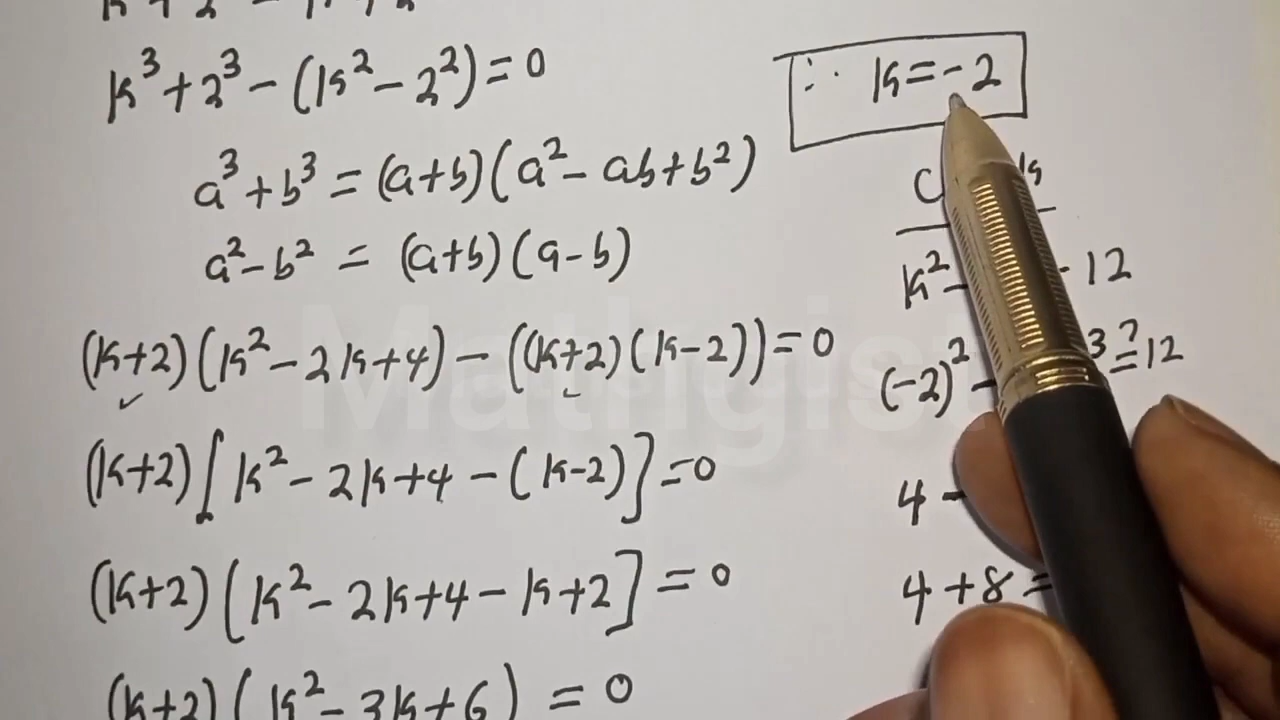 k³ + 2³ - (k² - 2²) = 0
a³ + b³ = (a+b)(a² - ab + b²)
a² - b² = (a+b)(a-b)
(k+2)(k² - 2k + 4) - ((k+2)(k-2)) = 0
(k+2)[k² - 2k + 4 - (k-2)] = 0
(k+2)[k² - 2k + 4 - k + 2] = 0
(k+2)(k² - 3k + 6) = 0
∴ k = -2
k² - 12
(-2)² - 3 ?= 12
4 -
4 + 8 =
Mathgist